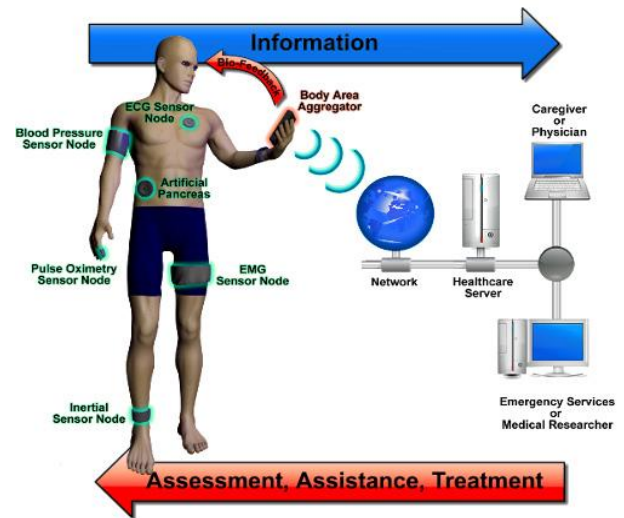 Information
Bio-Feedback
Body Area
Aggregator
ECG Sensor
Node
Blood Pressure
Sensor Node
Artificial
Pancreas
Pulse Oximetry
Sensor Node
EMG
Sensor Node
Inertial
Sensor Node
Caregiver
or
Physician
Network
Healthcare
Server
Emergency Services
or
Medical Researcher
Assessment, Assistance, Treatment